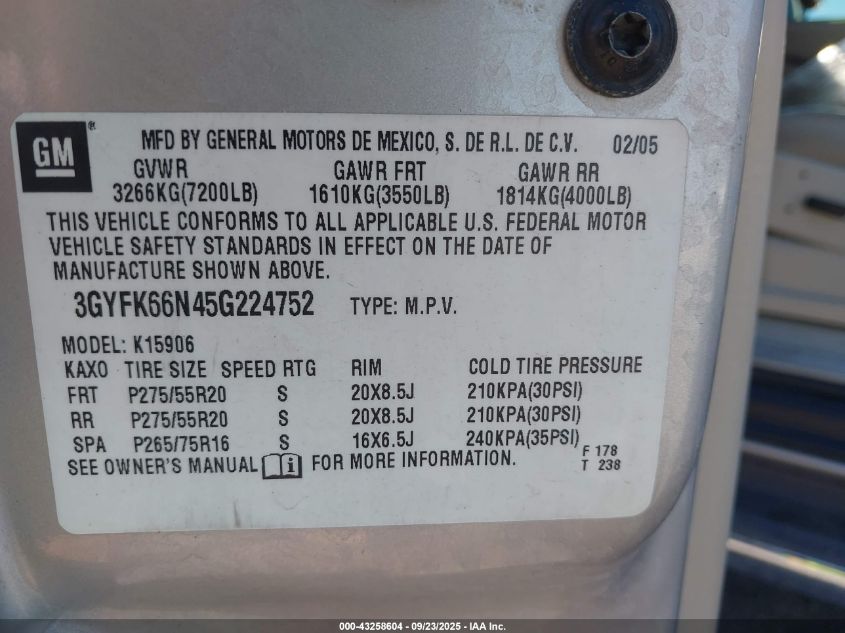 GM®
MFD BY GENERAL MOTORS DE MEXICO, S. DE R.L. DE C.V. 02/05
GVWR GAWR FRT GAWR RR
3266KG(7200LB) 1610KG(3550LB) 1814KG(4000LB)
THIS VEHICLE CONFORMS TO ALL APPLICABLE U.S. FEDERAL MOTOR
VEHICLE SAFETY STANDARDS IN EFFECT ON THE DATE OF
MANUFACTURE SHOWN ABOVE.
3GYFK66N45G224752 TYPE: M.P.V.
MODEL: K15906
KAXO TIRE SIZE SPEED RTG RIM COLD TIRE PRESSURE
FRT P275/55R20 S 20X8.5J 210KPA(30PSI)
RR P275/55R20 S 20X8.5J 210KPA(30PSI)
SPA P265/75R16 S 16X6.5J 240KPA(35PSI)
SEE OWNER'S MANUAL i FOR MORE INFORMATION. F 178
T 238
000-43258604 - 09/23/2025 - IAA Inc.